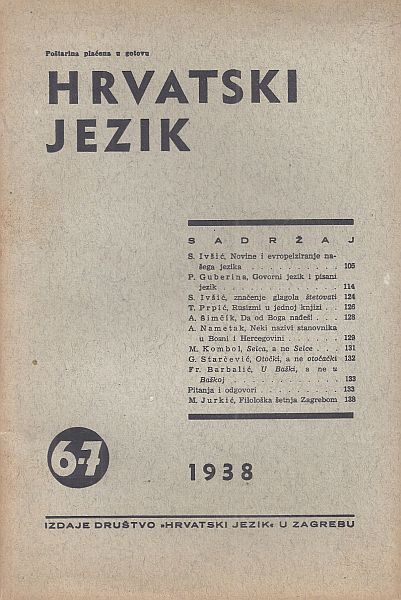 Poštarina plaćena u gotovu
HRVATSKI
JEZIK
SADRŽAJ
S. Ivšić, Novine i evropeiziranje na-
šega jezika . . . . . . . . . . 105
P. Guberina, Govorni jezik i pisani
jezik . . . . . . . . . . . . . 114
S. Ivšić, značenje glagola štetovati 124
T. Prpić, Rusizmi u jednoj knjizi . . 126
A. Šimčik, Da od Boga nađeš! . . . 128
A. Nametak, Neki nazivi stanovnika
u Bosni i Hercegovini . . . . . . 129
M. Kombol, Selca, a ne Selce . . . 131
G. Starčević, Otočki, a ne otočački 132
Fr. Barbalić, U Baški, a ne u
Baškoj . . . . . . . . . . . . 133
Pitanja i odgovori . . . . . . . . 133
M. Jurkić, Filološka šetnja Zagrebom 138
6-7
1938
IZDAJE DRUŠTVO »HRVATSKI JEZIK« U ZAGREBU